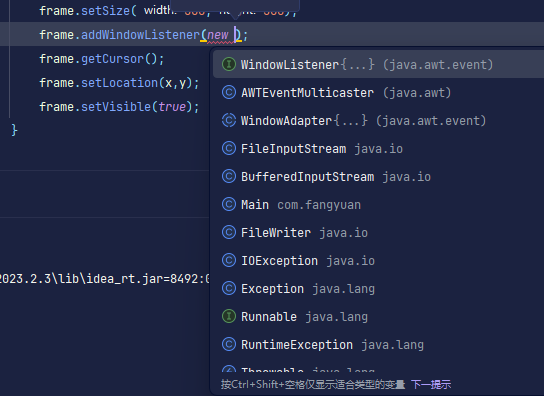 frame.setSize( width: 500, height: 500);
frame.addWindowListener(new );
frame.getCursor();
frame.setLocation(x,y);
frame.setVisible(true);
}
WindowListener{...} (java.awt.event)
AWTEventMulticaster (java.awt)
WindowAdapter{...} (java.awt.event)
FileInputStream java.io
BufferedInputStream java.io
Main com.fangyuan
FileWriter java.io
IOException java.io
Exception java.lang
Runnable java.lang
RuntimeException java.lang
Throwable java.lang
2023.2.3\lib\idea_rt.jar=8492:
按Ctrl+Shift+空格仅显示适合类型的变量 下一提示